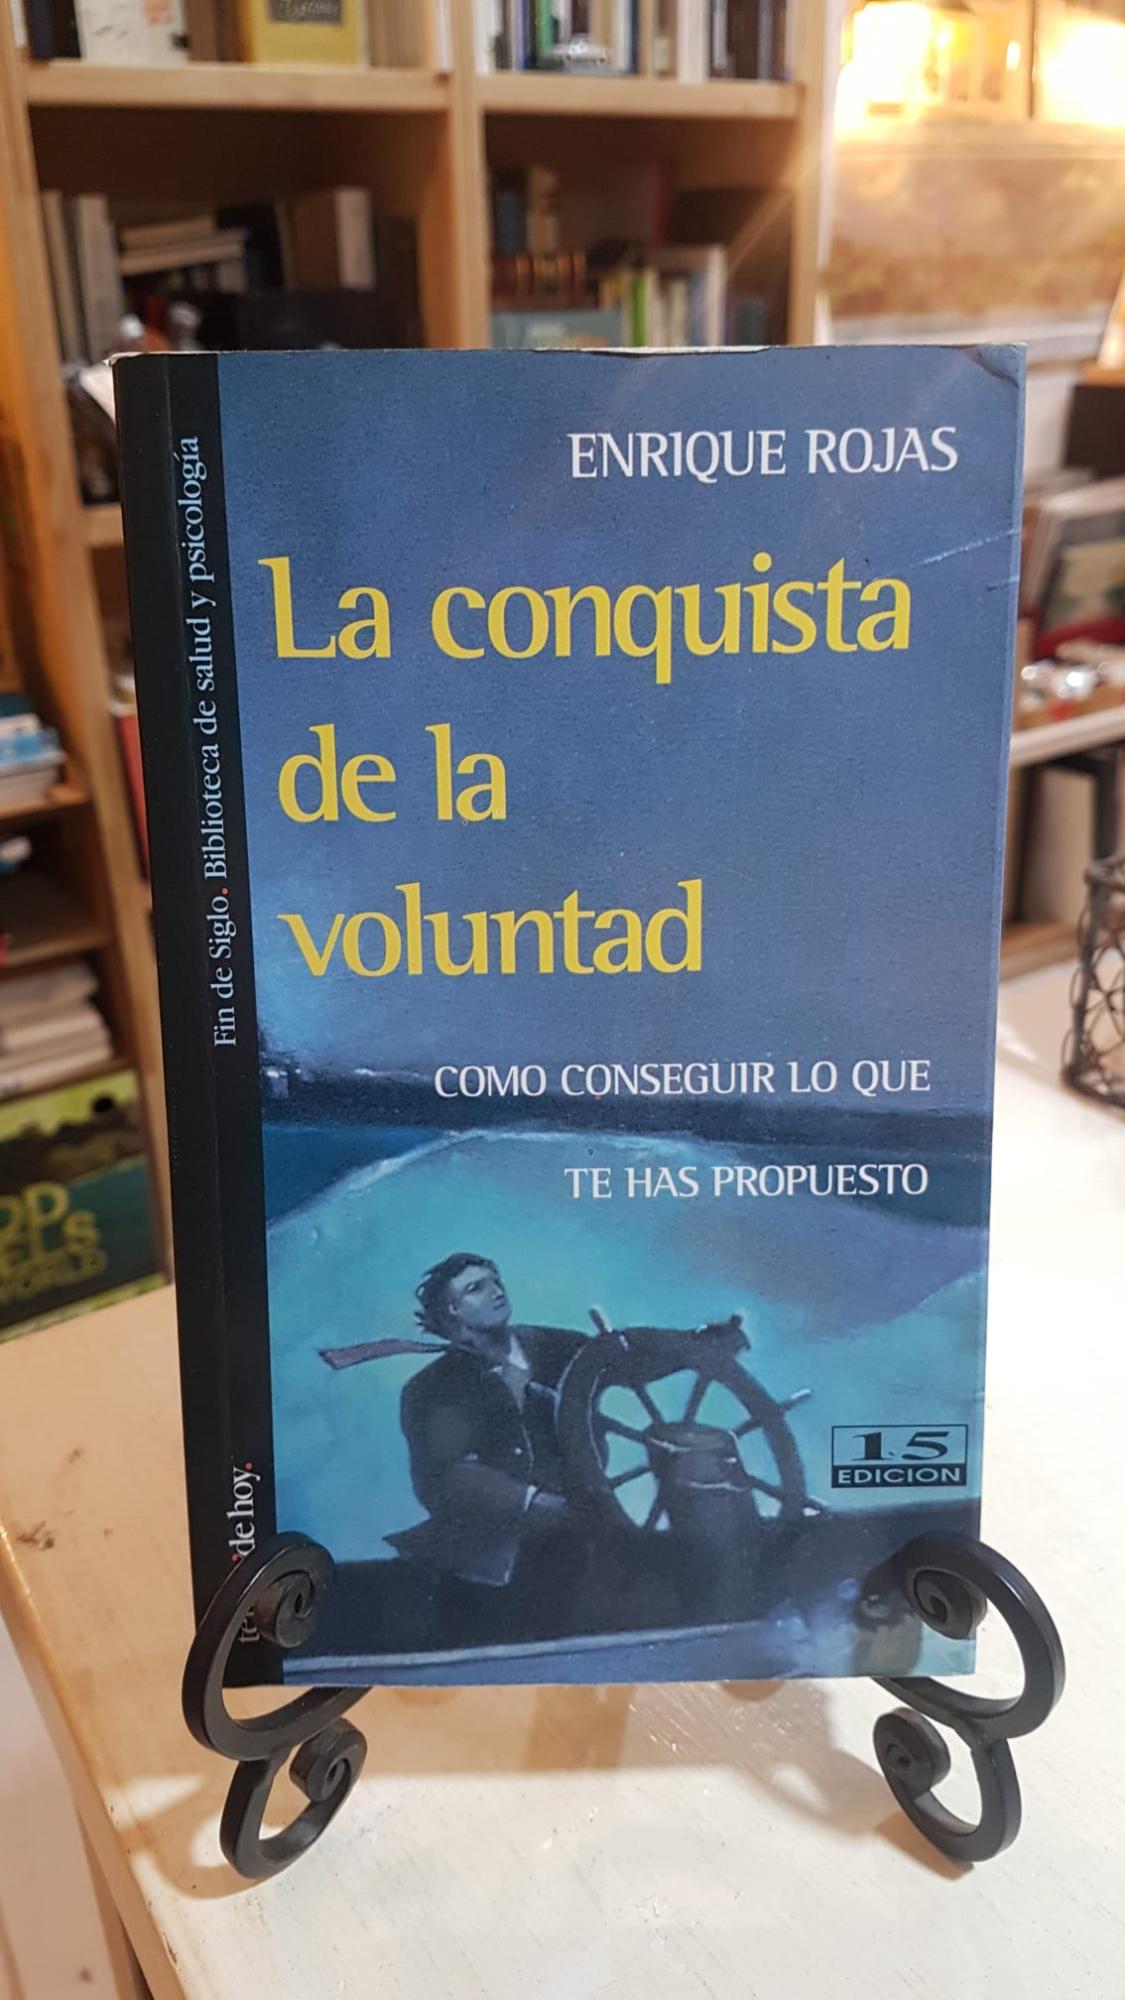 ENRIQUE ROJAS
La conquista
de la
voluntad
COMO CONSEGUIR LO QUE
TE HAS PROPUESTO
15
EDICION
Fin de Siglo. Biblioteca de salud y psicología
de hoy.
WORLD